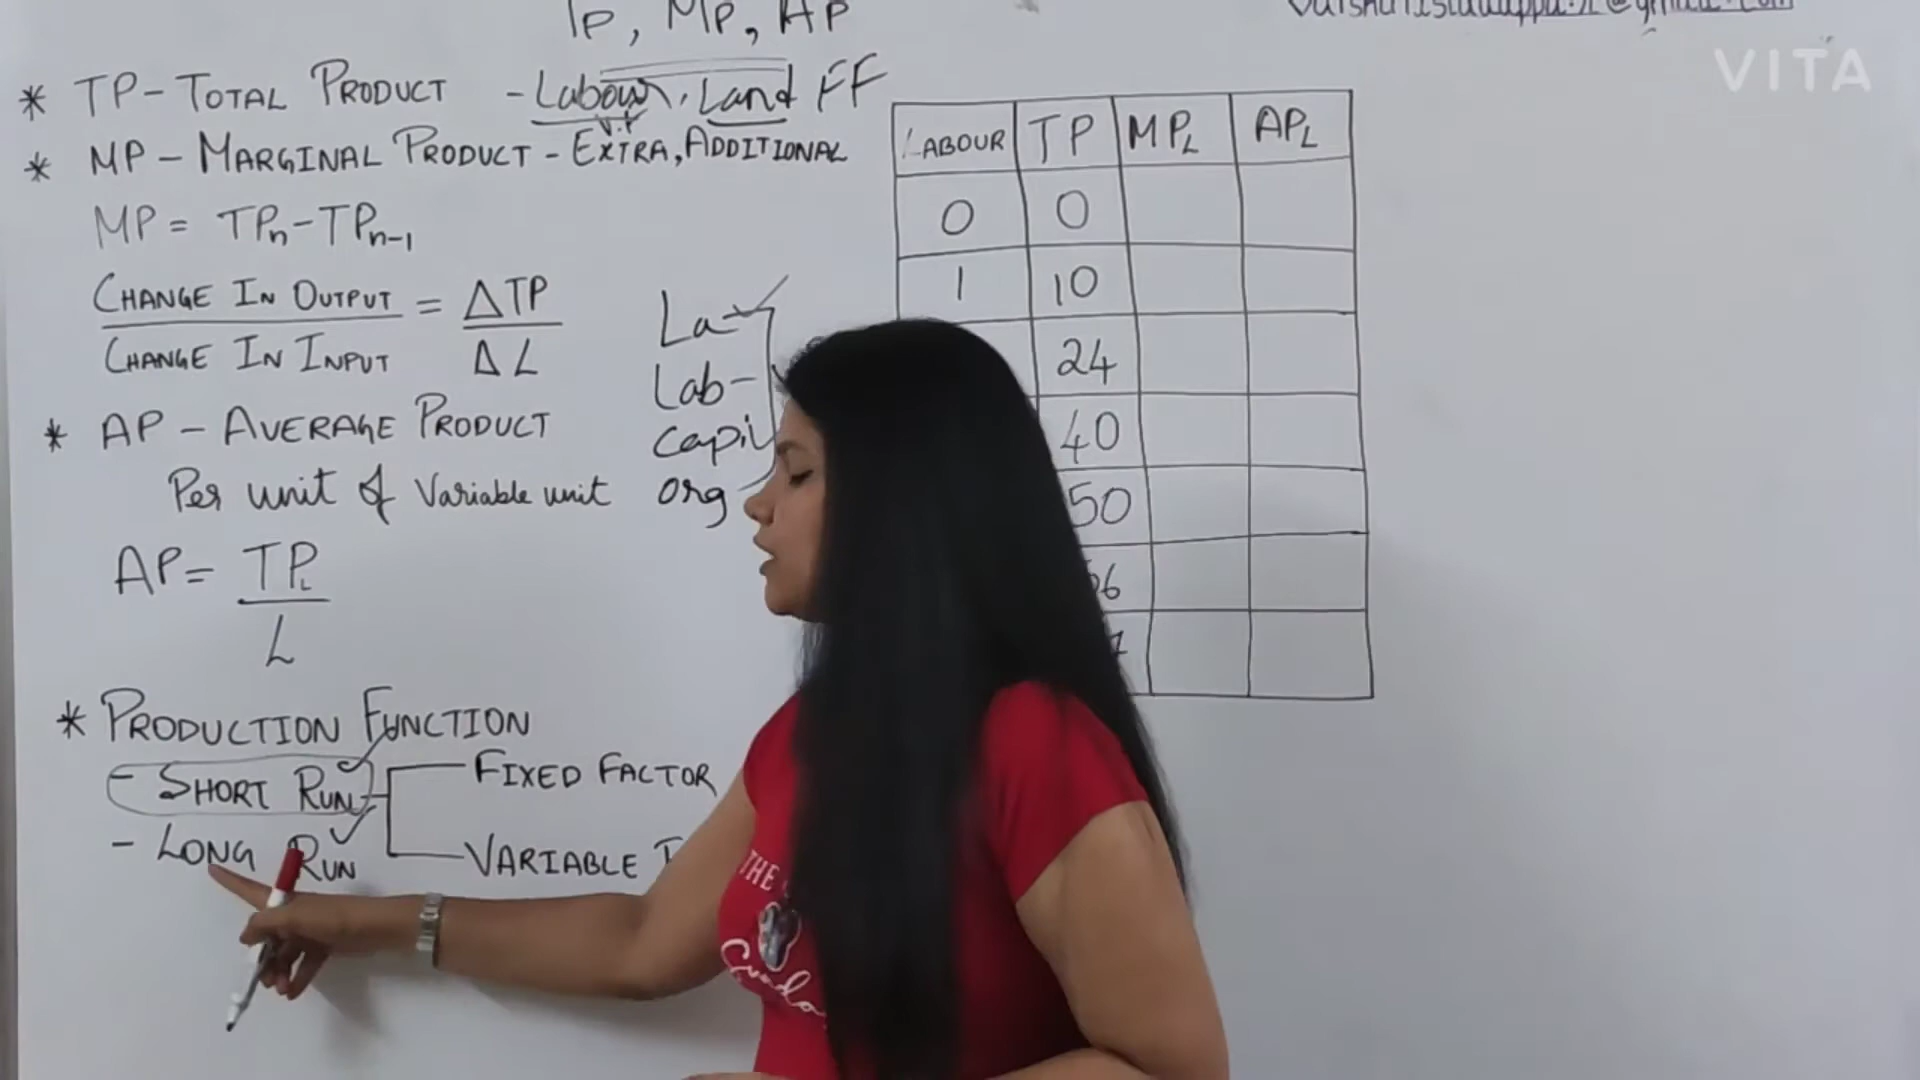 TP, MP, AP
VITA
* TP - TOTAL PRODUCT - Labour, Land FF
V.F
* MP - MARGINAL PRODUCT - EXTRA, ADDITIONAL
MP = TPn - TPn-1
CHANGE IN OUTPUT = ΔTP
CHANGE IN INPUT ΔL
* AP - AVERAGE PRODUCT
Per unit of Variable unit
AP = TPL
L
La
Lab
Capi
Org
* PRODUCTION FUNCTION
- SHORT RUN
- LONG RUN
FIXED FACTOR
VARIABLE
LABOUR TP MPL APL
0 0
1 10
24
40
50
THE